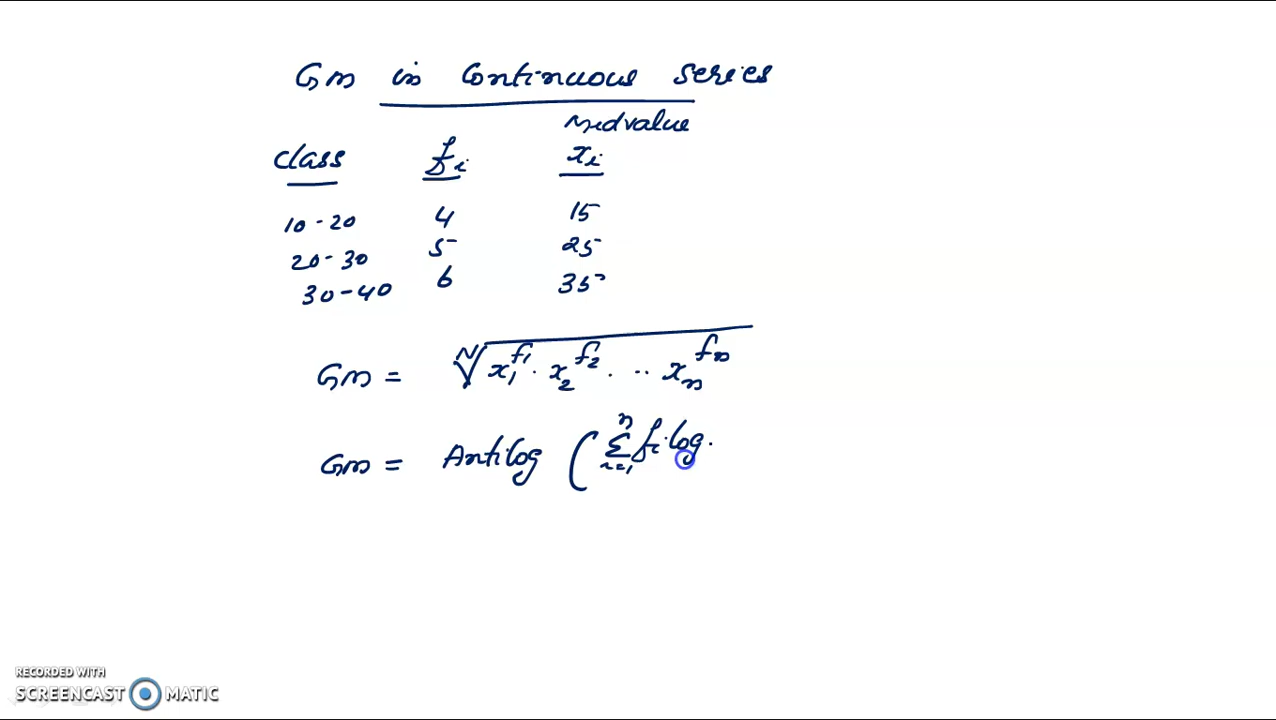 GM in continuous series
Midvalue
class fi xi
10-20 4 15
20-30 5 25
30-40 6 35
GM = ᴺ√x₁^f₁ . x₂^f₂ . .. xₙ^fₙ
GM = Antilog ( Σⁿᵢ₌₁ fi log.
RECORDED WITH
SCREENCAST MATIC